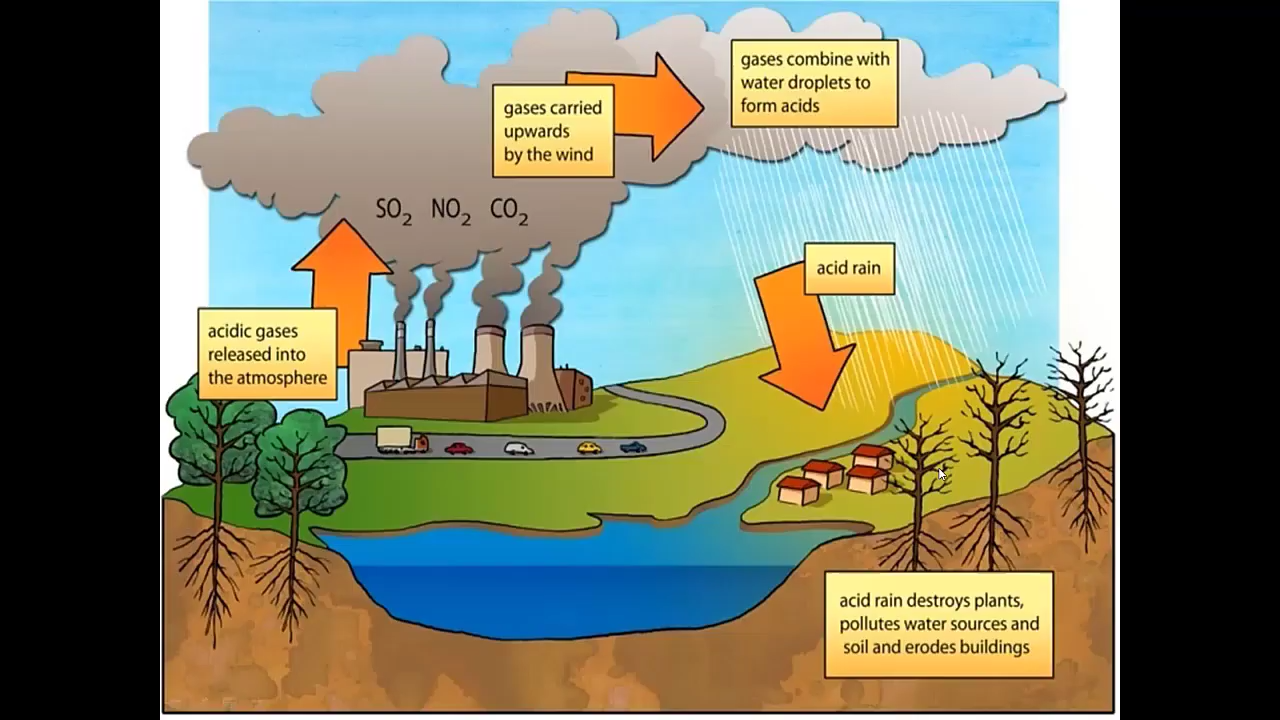 gases combine with
water droplets to
form acids
gases carried
upwards
by the wind
SO₂ NO₂ CO₂
acid rain
acidic gases
released into
the atmosphere
acid rain destroys plants,
pollutes water sources and
soil and erodes buildings